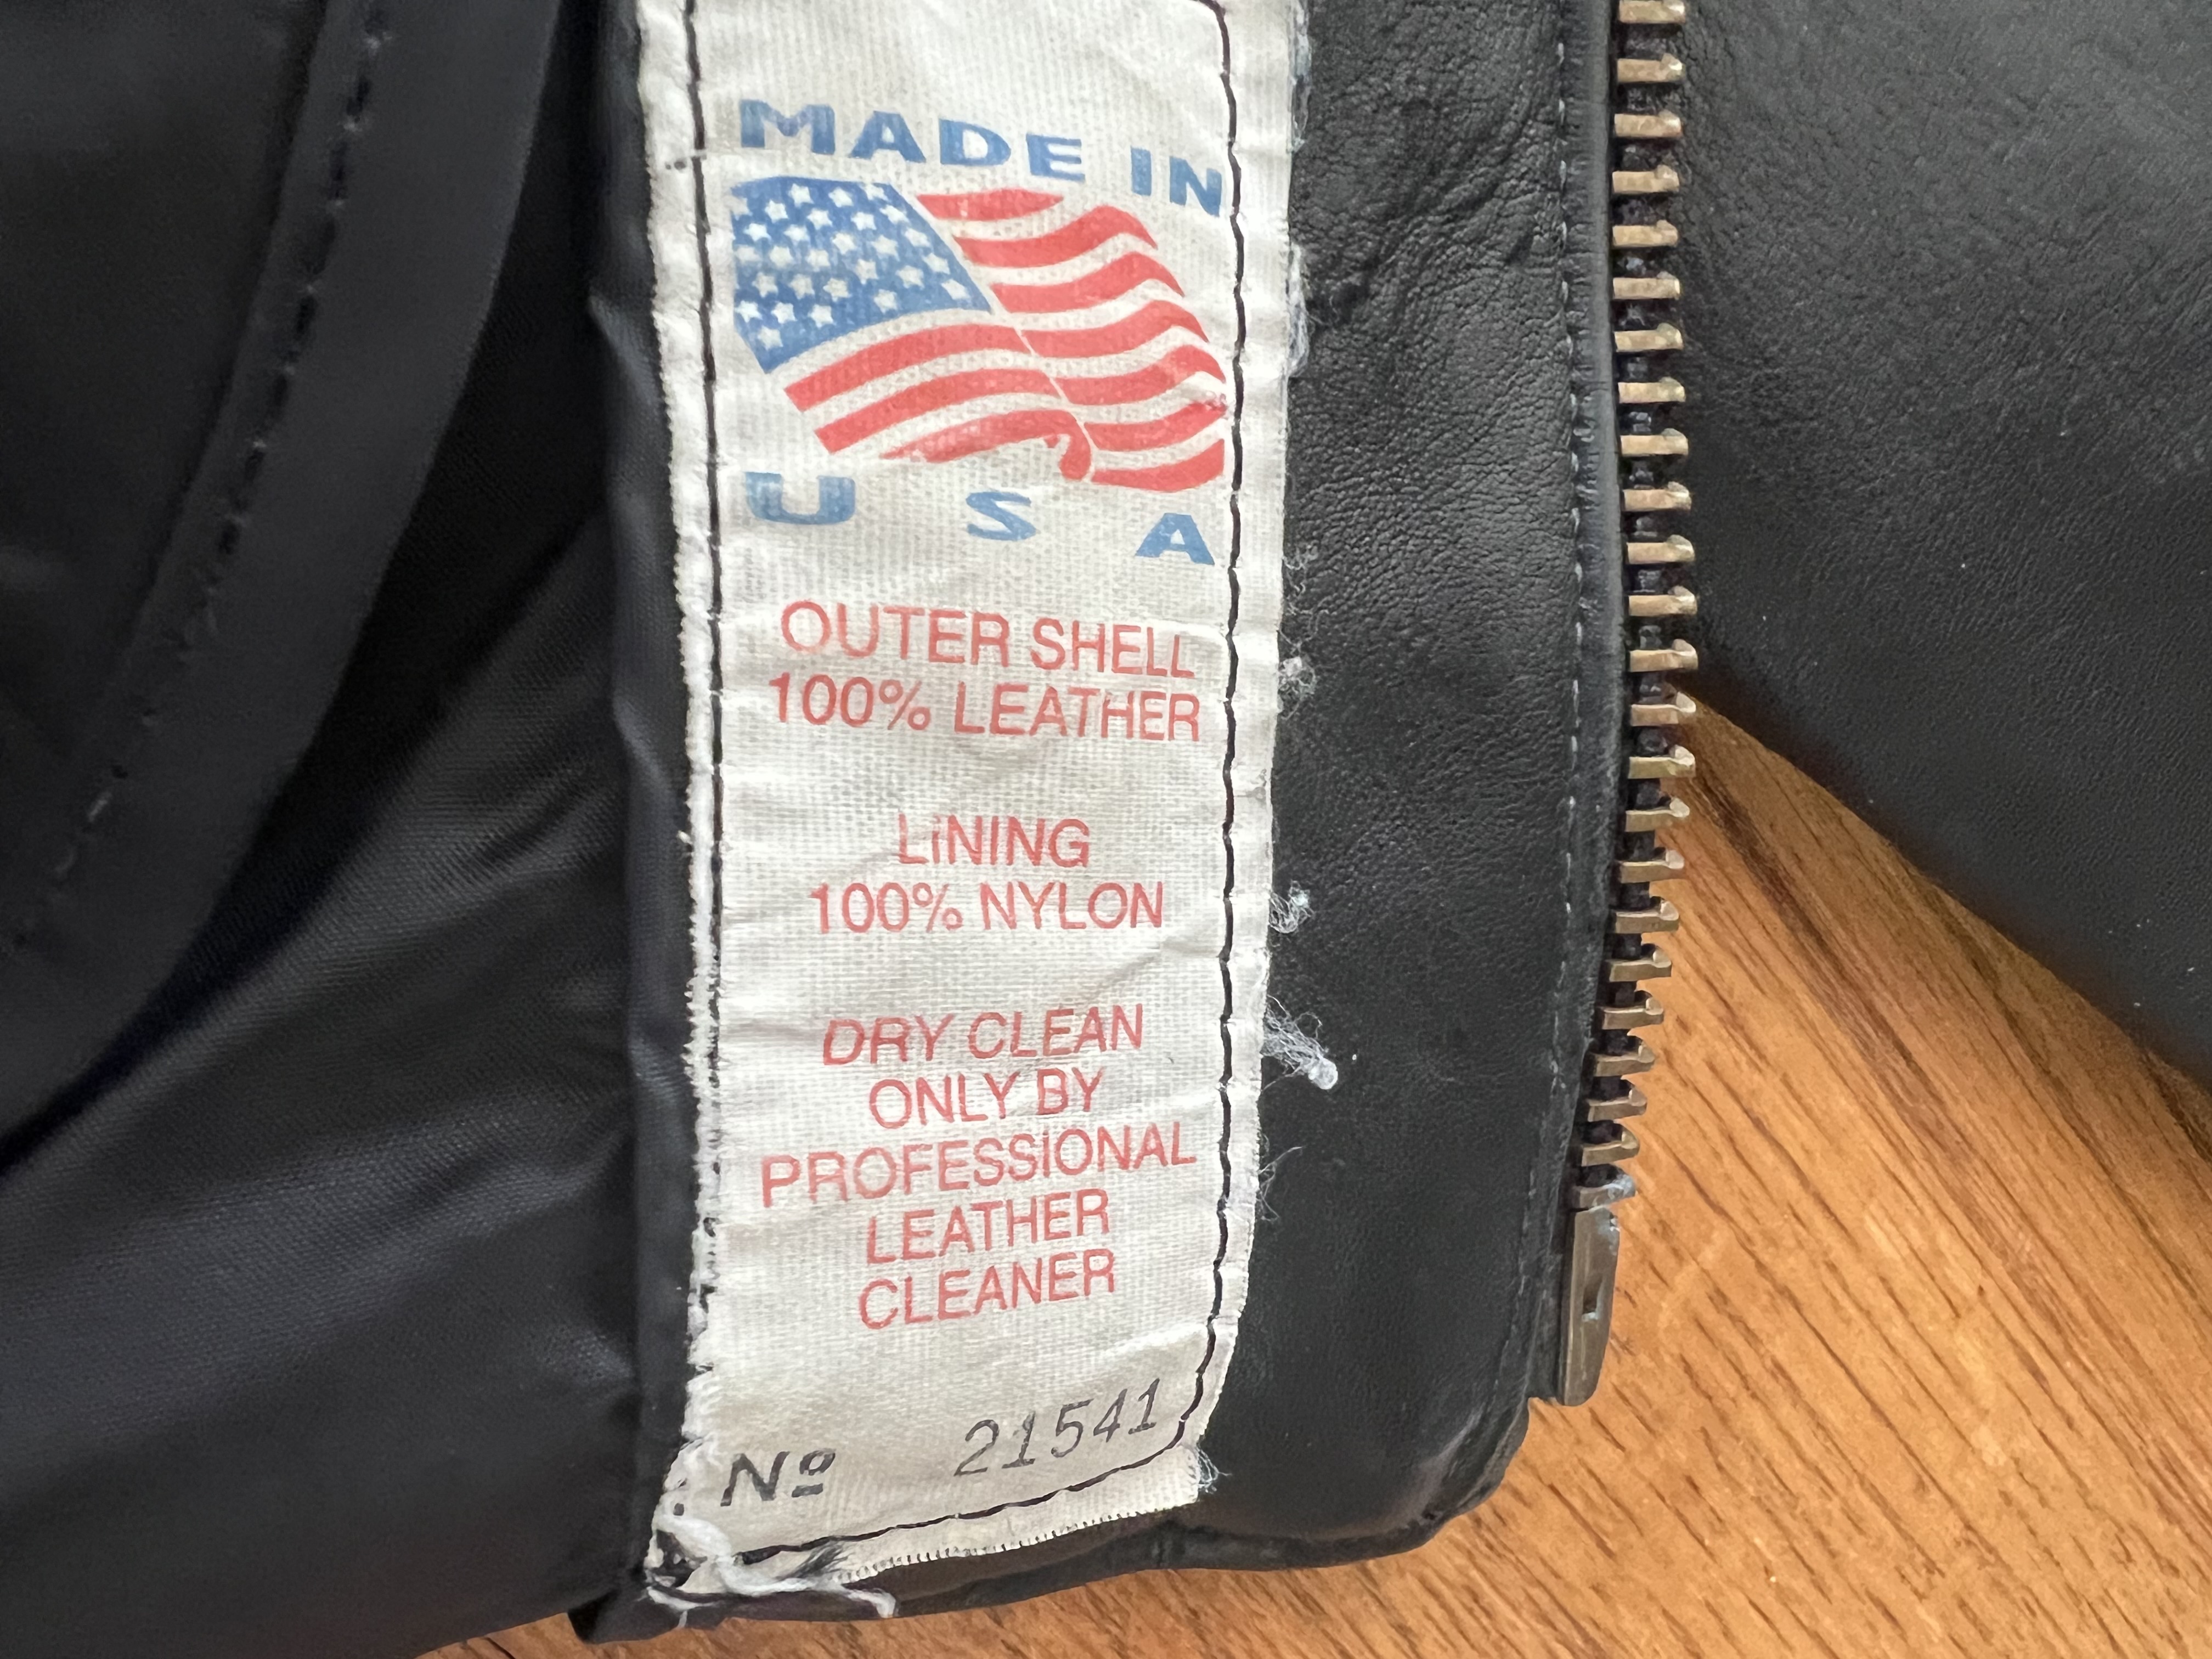 MADE IN
U S A
OUTER SHELL
100% LEATHER
LINING
100% NYLON
DRY CLEAN
ONLY BY
PROFESSIONAL
LEATHER
CLEANER
Nº 21541